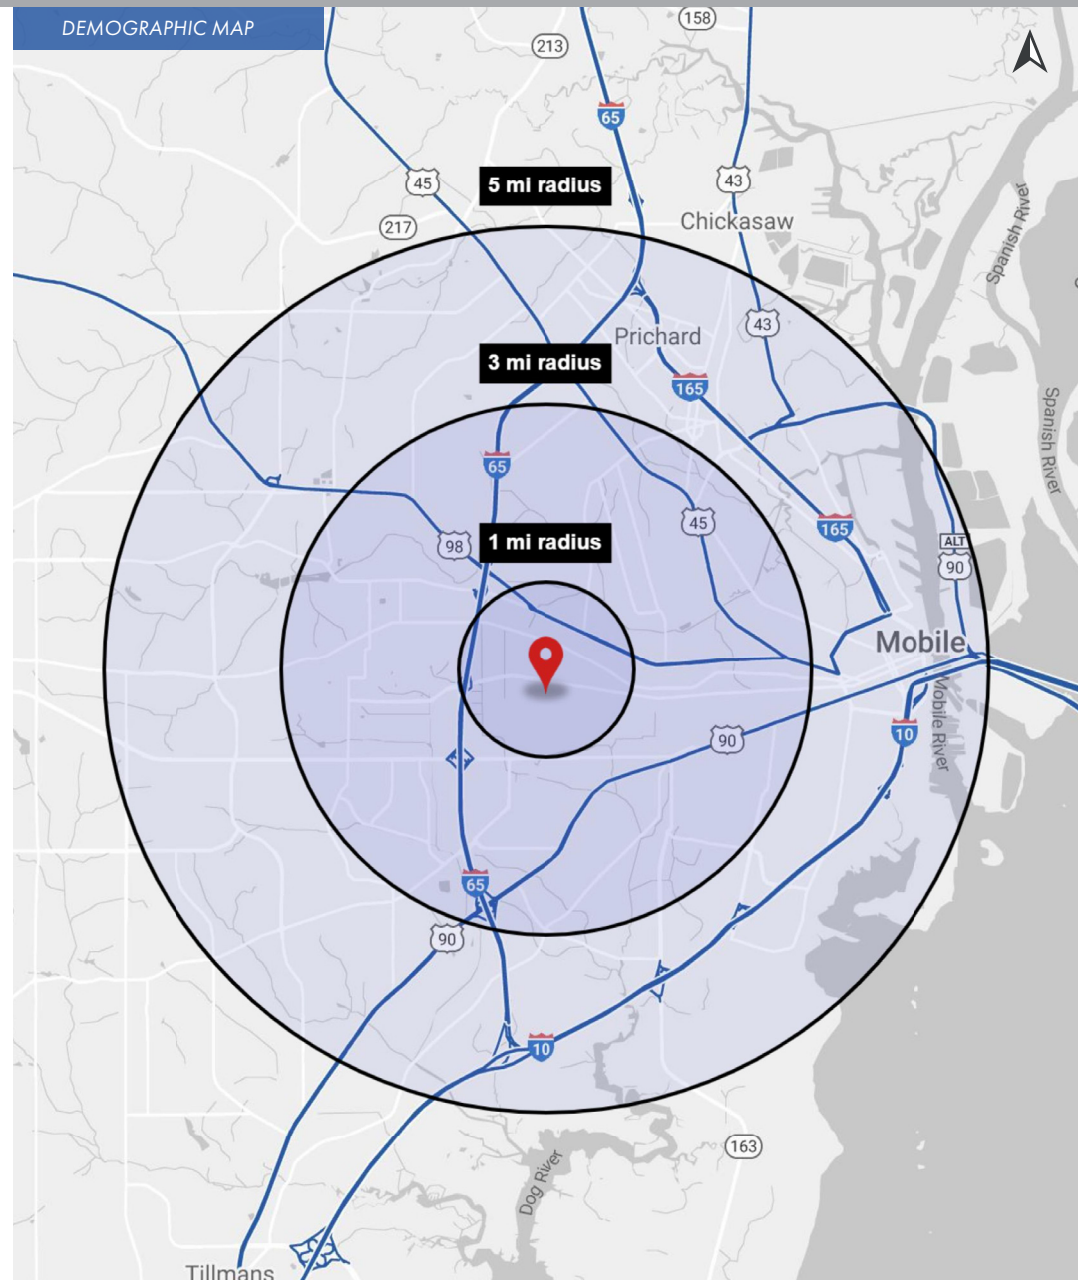 DEMOGRAPHIC MAP
158
213
65
45
43
5 mi radius
217
Chickasaw
Spanish River
43
Prichard
3 mi radius
165
Spanish River
65
45
165
98
1 mi radius
ALT
90
Mobile
Mobile River
10
90
65
90
10
163
Dog River
Tillmans